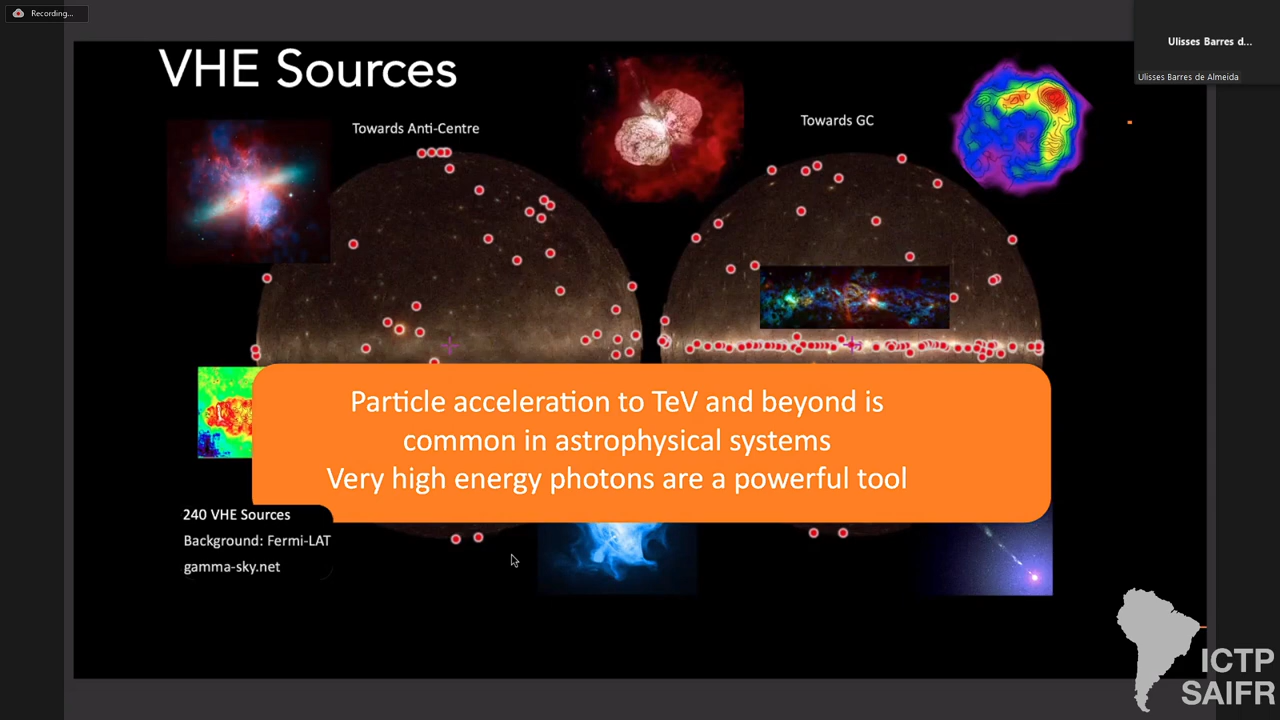 Recording...
Ulisses Barres d...
Ulisses Barres de Almeida
VHE Sources
Towards Anti-Centre
Towards GC
Particle acceleration to TeV and beyond is
common in astrophysical systems
Very high energy photons are a powerful tool
240 VHE Sources
Background: Fermi-LAT
gamma-sky.net
ICTP
SAIFR